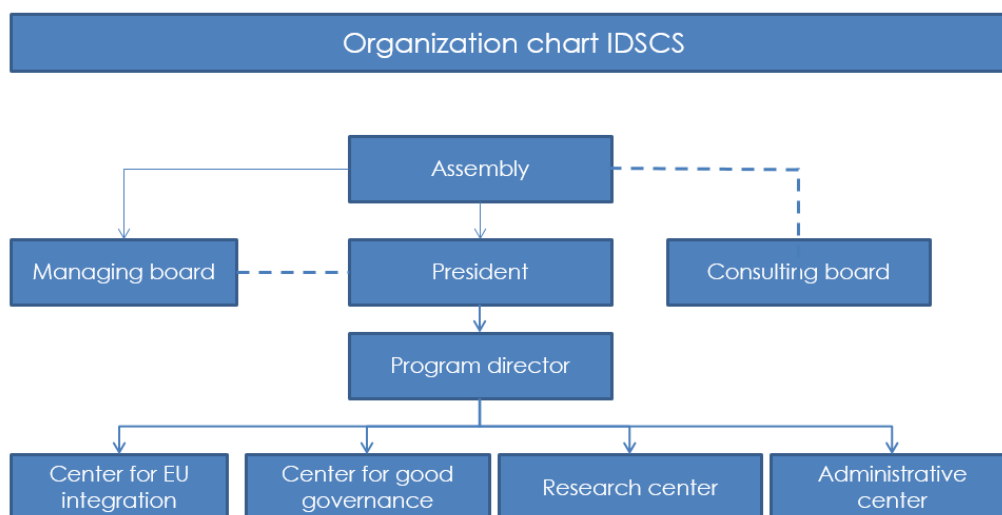 Organization chart IDSCS
Assembly
Managing board
President
Consulting board
Program director
Center for EU
integration
Center for good
governance
Research center
Administrative
center